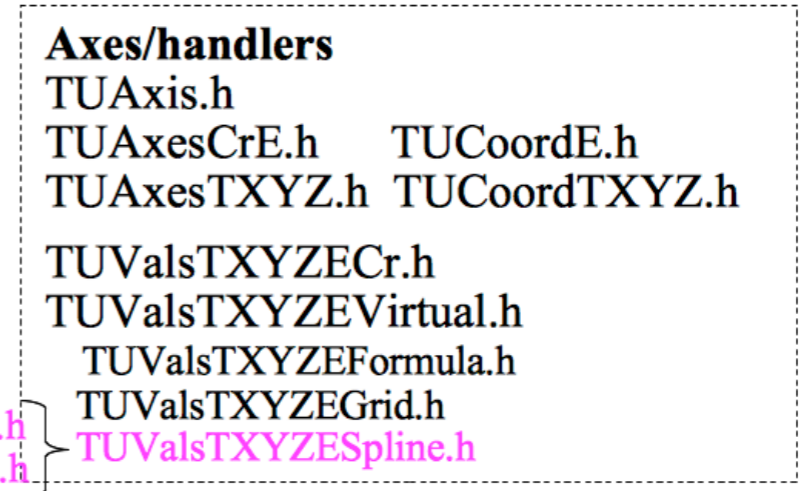 Axes/handlers
TUAxis.h
TUAxesCrE.h TUCoordE.h
TUAxesTXYZ.h TUCoordTXYZ.h
TUValsTXYZECr.h
TUValsTXYZEVirtual.h
TUValsTXYZEFormula.h
TUValsTXYZEGrid.h
.h
TUValsTXYZESpline.h
.h